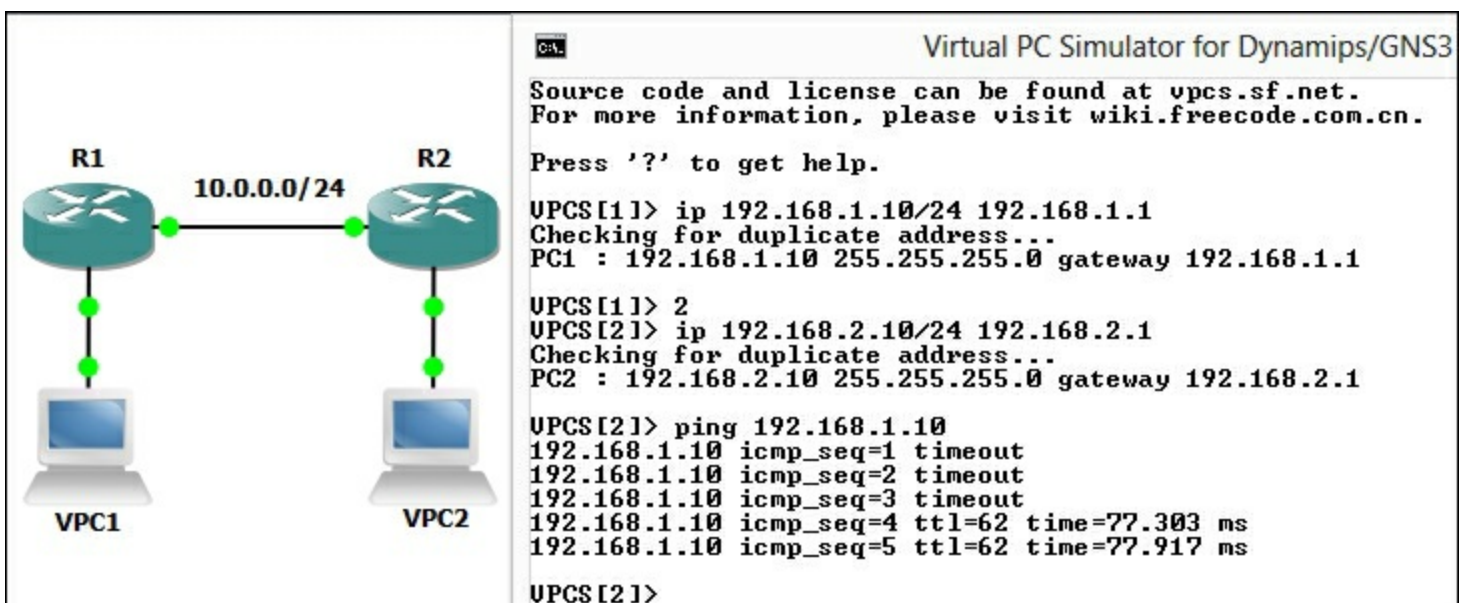 R1
R2
10.0.0.0/24
VPC1
VPC2
Virtual PC Simulator for Dynamips/GNS3
Source code and license can be found at vpcs.sf.net.
For more information, please visit wiki.freecode.com.cn.
Press '?' to get help.
VPCS[1]> ip 192.168.1.10/24 192.168.1.1
Checking for duplicate address...
PC1 : 192.168.1.10 255.255.255.0 gateway 192.168.1.1
VPCS[1]> 2
VPCS[2]> ip 192.168.2.10/24 192.168.2.1
Checking for duplicate address...
PC2 : 192.168.2.10 255.255.255.0 gateway 192.168.2.1
VPCS[2]> ping 192.168.1.10
192.168.1.10 icmp_seq=1 timeout
192.168.1.10 icmp_seq=2 timeout
192.168.1.10 icmp_seq=3 timeout
192.168.1.10 icmp_seq=4 ttl=62 time=77.303 ms
192.168.1.10 icmp_seq=5 ttl=62 time=77.917 ms
VPCS[2]>